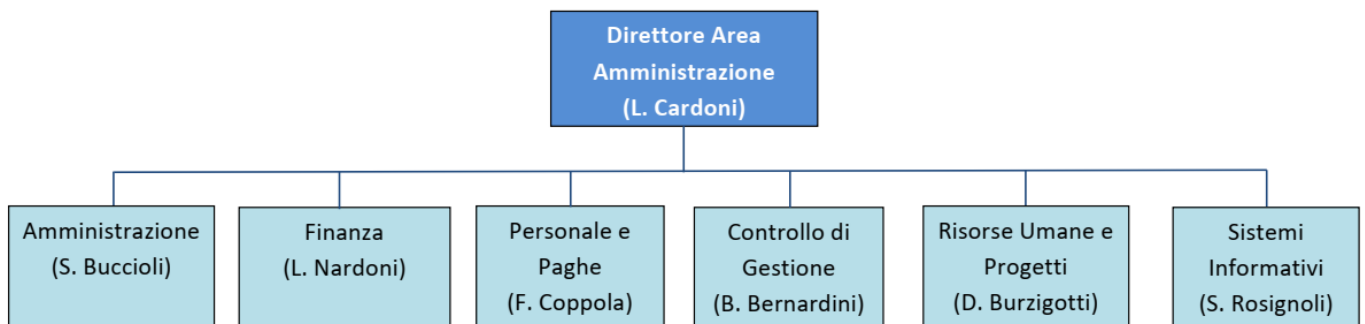 Direttore Area
Amministrazione
(L. Cardoni)
Amministrazione
(S. Buccioli)
Finanza
(L. Nardoni)
Personale e
Paghe
(F. Coppola)
Controllo di
Gestione
(B. Bernardini)
Risorse Umane e
Progetti
(D. Burzigotti)
Sistemi
Informativi
(S. Rosignoli)